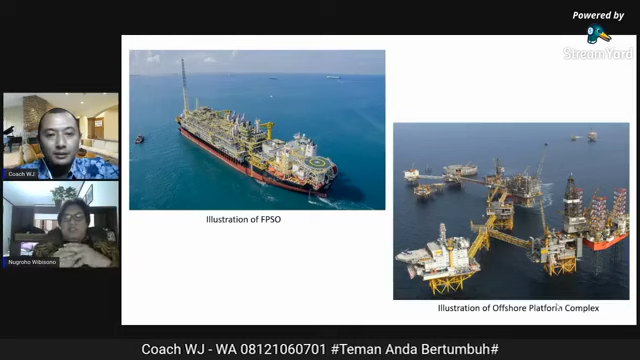 Powered by
StreamYard
Coach WJ
Nugroho Wibisono
Illustration of FPSO
Illustration of Offshore Platform Complex
Coach WJ - WA 08121060701 #Teman Anda Bertumbuh#